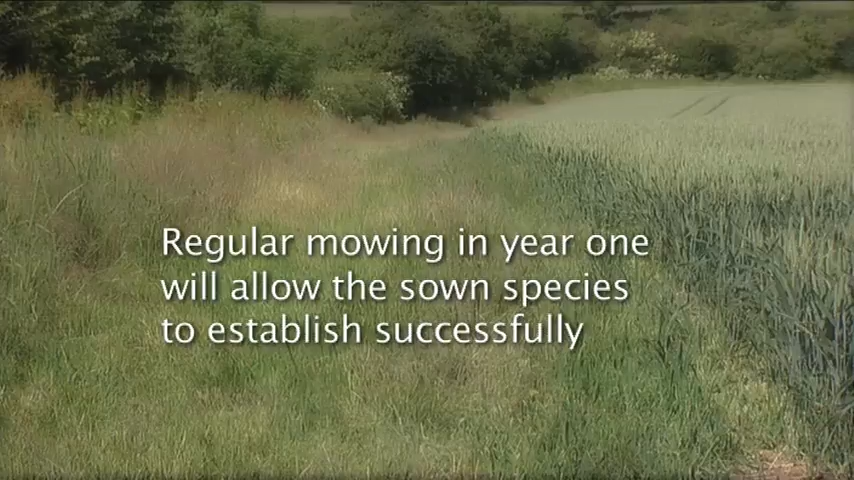 Regular mowing in year one
will allow the sown species
to establish successfully